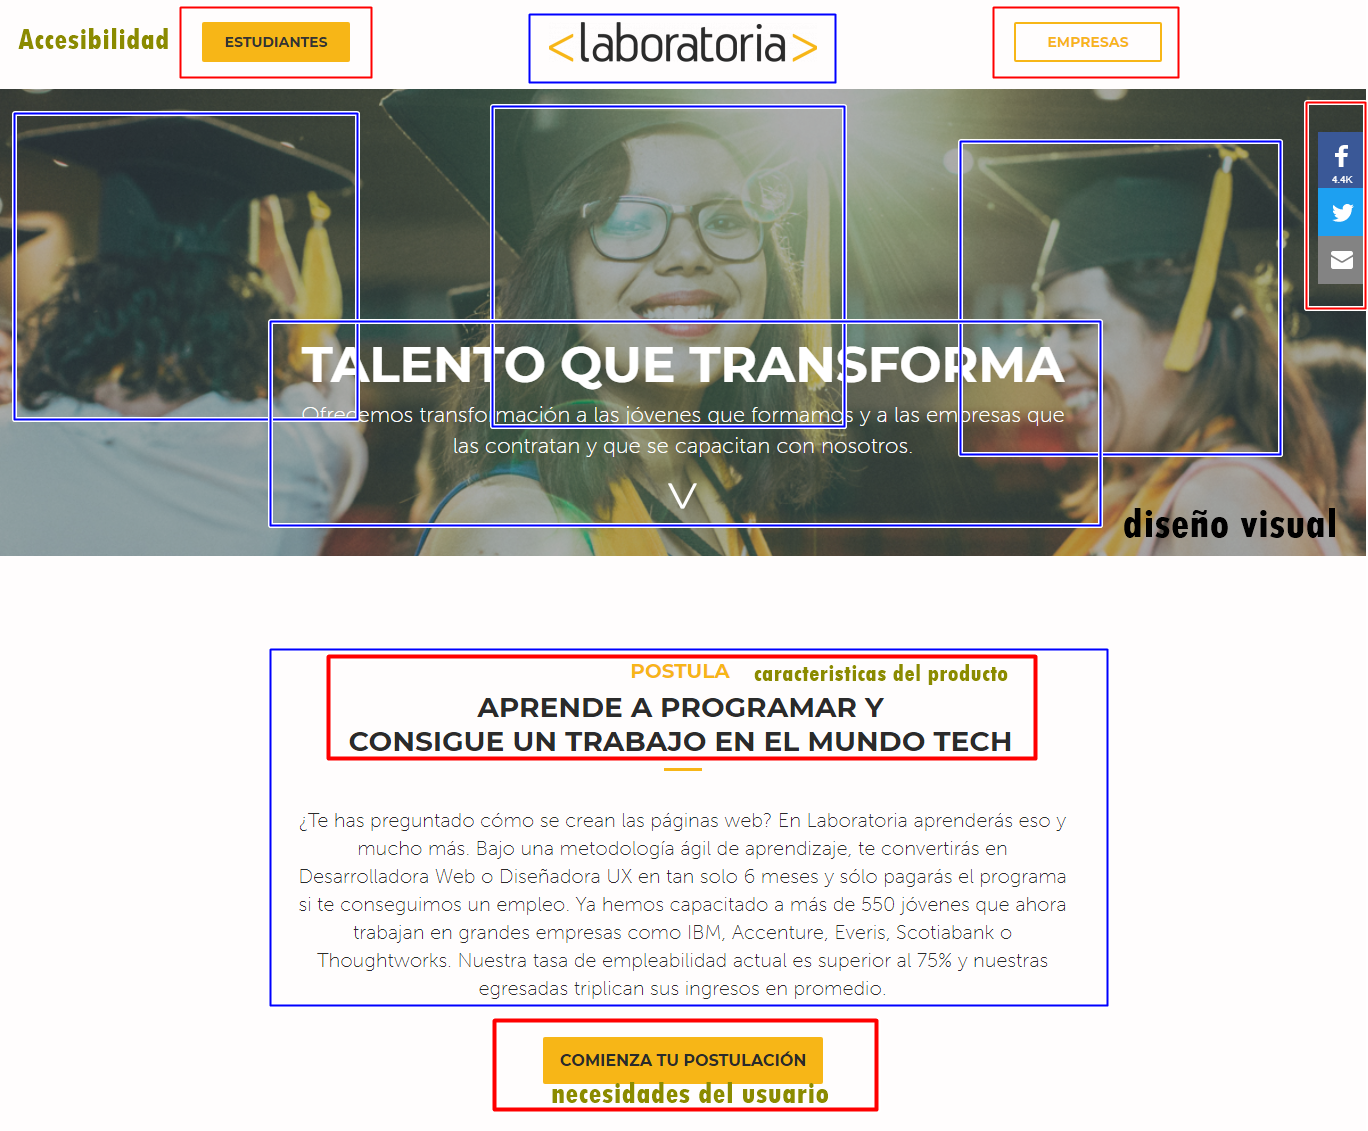 Accesibilidad
ESTUDIANTES
<laboratoria>
EMPRESAS
4.4K
TALENTO QUE TRANSFORMA
Ofrecemos transformación a las jóvenes que formamos y a las empresas que
las contratan y que se capacitan con nosotros.
diseño visual
POSTULA
caracteristicas del producto
APRENDE A PROGRAMAR Y
CONSIGUE UN TRABAJO EN EL MUNDO TECH
¿Te has preguntado cómo se crean las páginas web? En Laboratoria aprenderás eso y
mucho más. Bajo una metodología ágil de aprendizaje, te convertirás en
Desarrolladora Web o Diseñadora UX en tan solo 6 meses y sólo pagarás el programa
si te conseguimos un empleo. Ya hemos capacitado a más de 550 jóvenes que ahora
trabajan en grandes empresas como IBM, Accenture, Everis, Scotiabank o
Thoughtworks. Nuestra tasa de empleabilidad actual es superior al 75% y nuestras
egresadas triplican sus ingresos en promedio.
COMIENZA TU POSTULACIÓN
necesidades del usuario